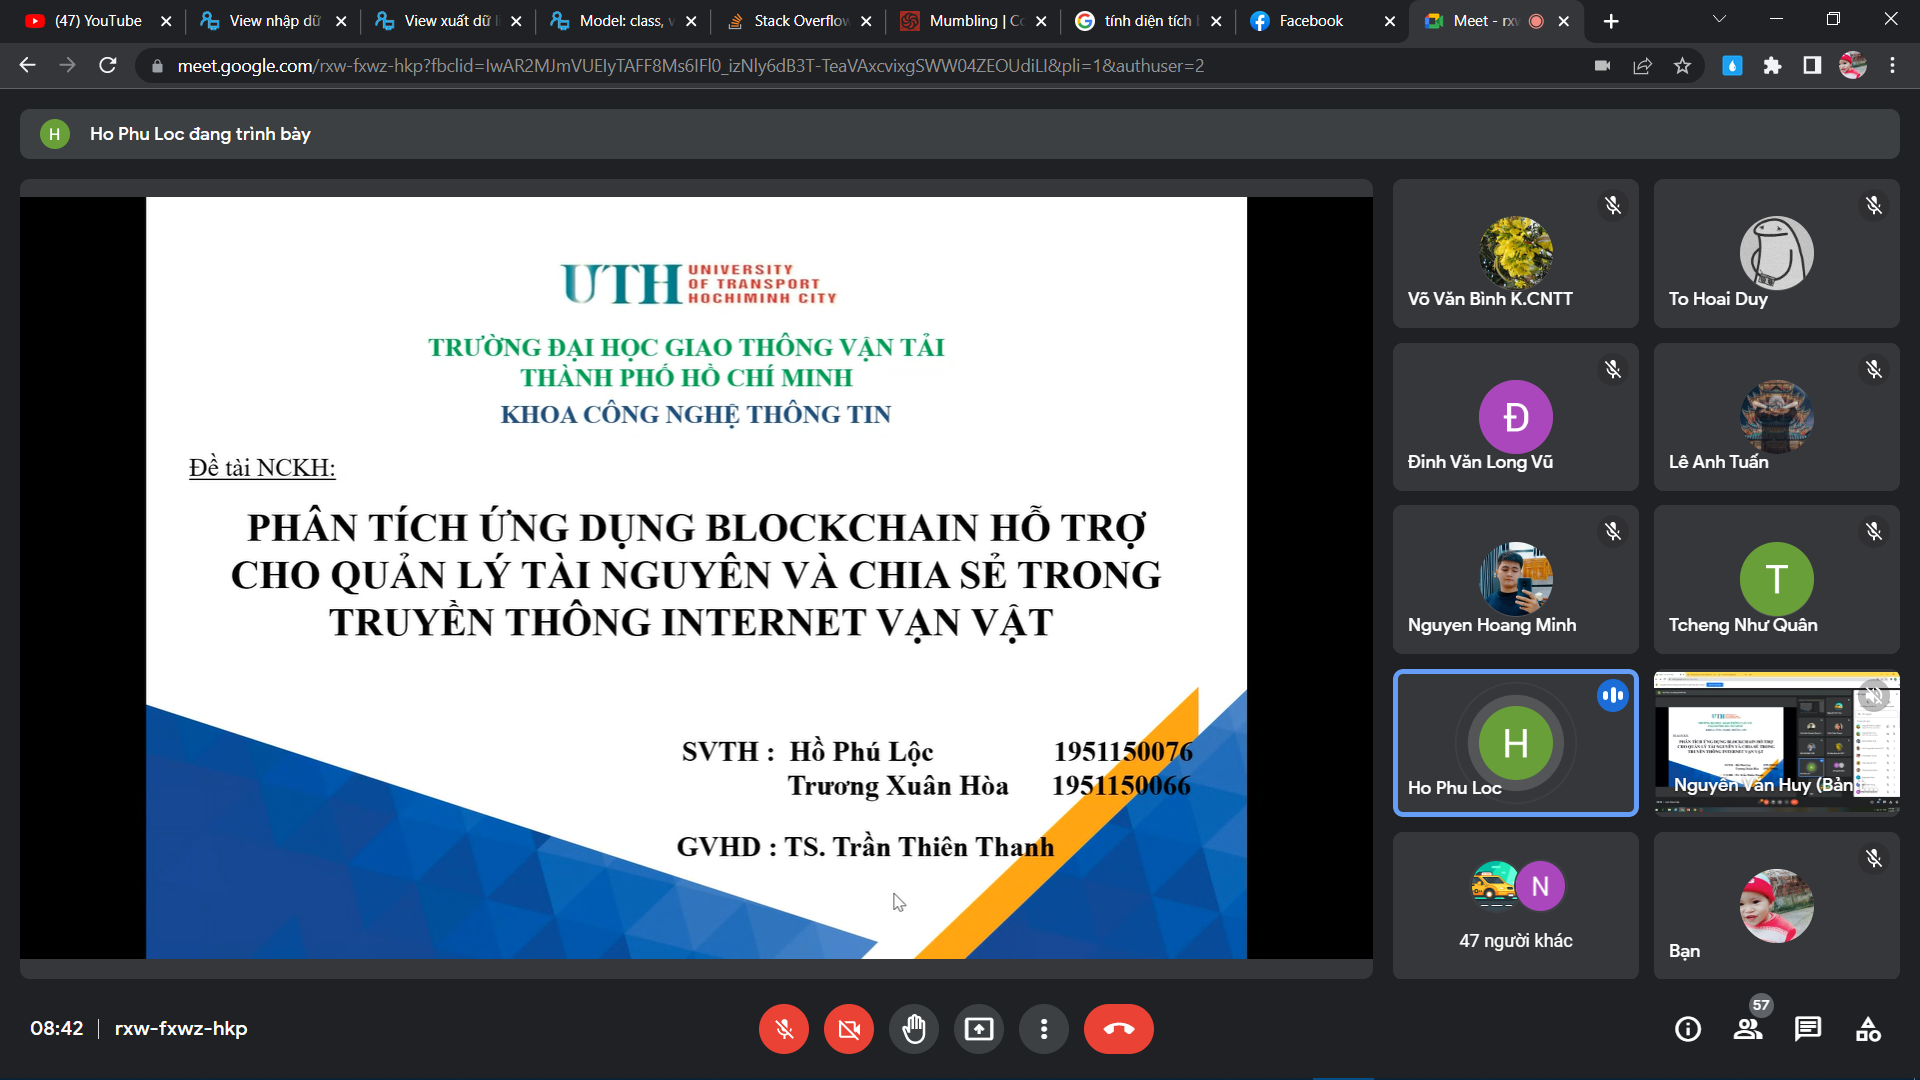 (47) YouTube
View nhập dữ
View xuất dữ l
Model: class, v
Stack Overflow
Mumbling | Co
tính diện tích
Facebook
Meet - rxw
meet.google.com/rxw-fxwz-hkp?fbclid=IwAR2MJmVUEIyTAFF8Ms6IFl0_izNly6dB3T-TeaVAxcvixgSWW04ZEOUdiLI&pli=1&authuser=2
H
Ho Phu Loc đang trình bày
UTH UNIVERSITY
OF TRANSPORT
HOCHIMINH CITY
TRƯỜNG ĐẠI HỌC GIAO THÔNG VẬN TẢI
THÀNH PHỐ HỒ CHÍ MINH
KHOA CÔNG NGHỆ THÔNG TIN
Đề tài NCKH:
PHÂN TÍCH ỨNG DỤNG BLOCKCHAIN HỖ TRỢ
CHO QUẢN LÝ TÀI NGUYÊN VÀ CHIA SẺ TRONG
TRUYỀN THÔNG INTERNET VẠN VẬT
SVTH : Hồ Phú Lộc 1951150076
Trương Xuân Hòa 1951150066
GVHD : TS. Trần Thiên Thanh
Võ Văn Bình K.CNTT
To Hoai Duy
Đ
Đinh Văn Long Vũ
Lê Anh Tuấn
Nguyen Hoang Minh
T
Tcheng Như Quân
H
Ho Phu Loc
Nguyễn Văn Huy (Bản
N
47 người khác
Bạn
08:42
rxw-fxwz-hkp
57